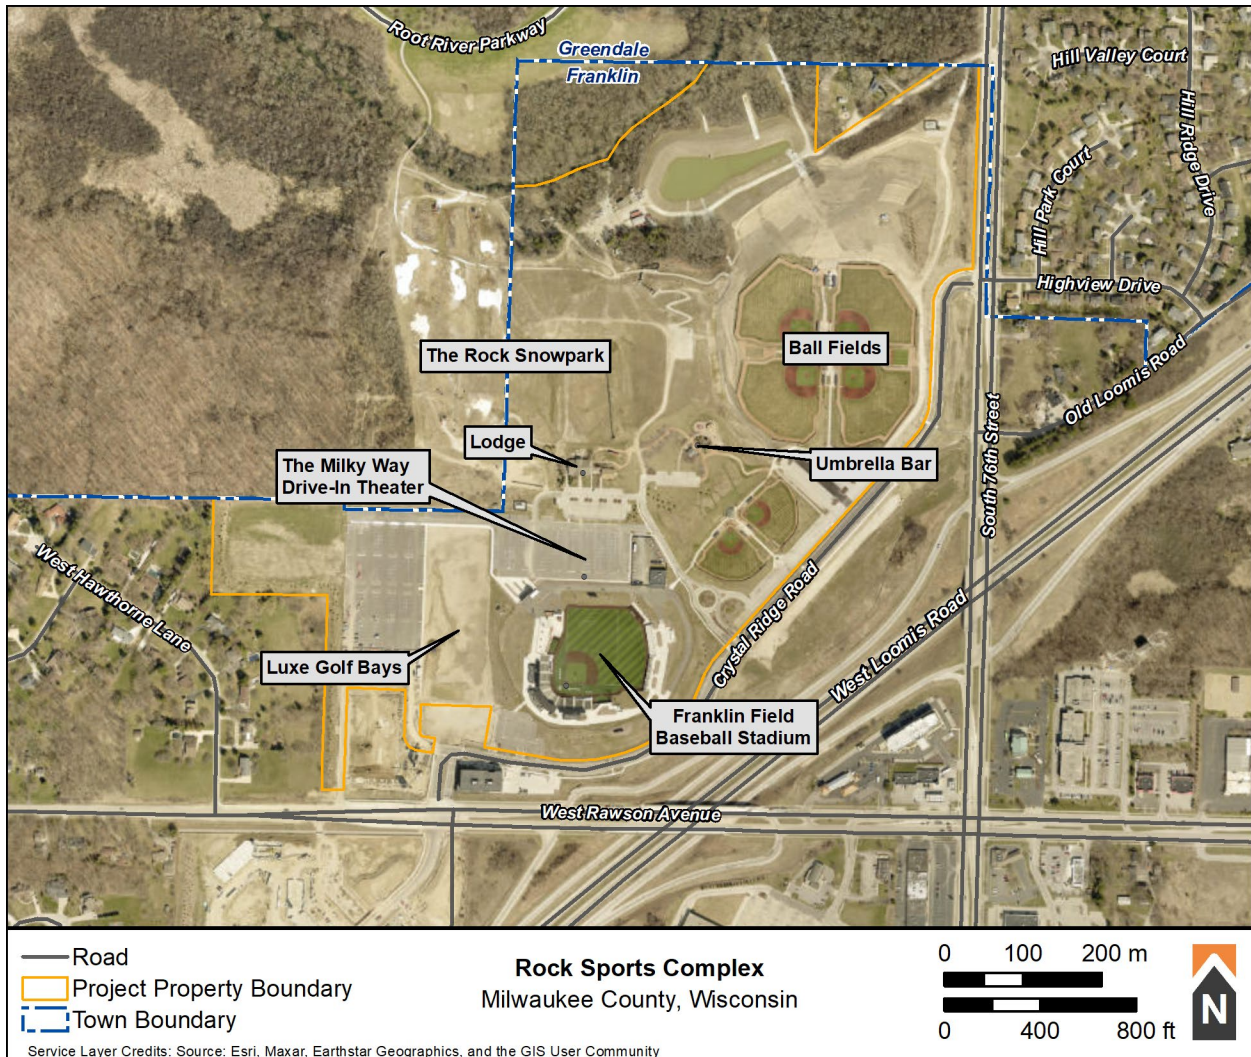 Root River Parkway
Greendale
Franklin
Hill Valley Court
Hill Ridge Drive
Hill Park Court
Highview Drive
Ball Fields
The Rock Snowpark
Old Loomis Road
South 76th Street
Lodge
Umbrella Bar
The Milky Way
Drive-In Theater
West Hawthorne Lane
Crystal Ridge Road
West Loomis Road
Luxe Golf Bays
Franklin Field
Baseball Stadium
West Rawson Avenue
Road
Project Property Boundary
Town Boundary
Service Layer Credits: Source: Esri, Maxar, Earthstar Geographics, and the GIS User Community
Rock Sports Complex
Milwaukee County, Wisconsin
0 100 200 m
0 400 800 ft
N